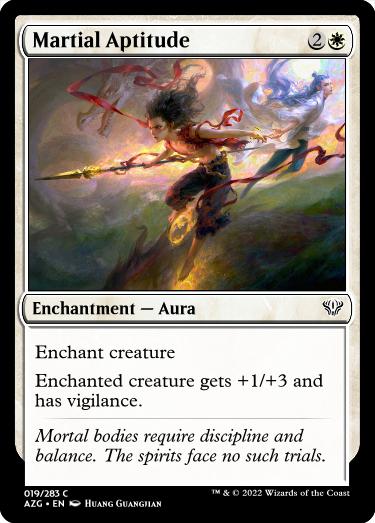 Martial Aptitude 2
Enchantment — Aura
Enchant creature
Enchanted creature gets +1/+3 and
has vigilance.
Mortal bodies require discipline and
balance. The spirits face no such trials.
019/283 C
AZG • EN Huang Guangjian
™ & © 2022 Wizards of the Coast